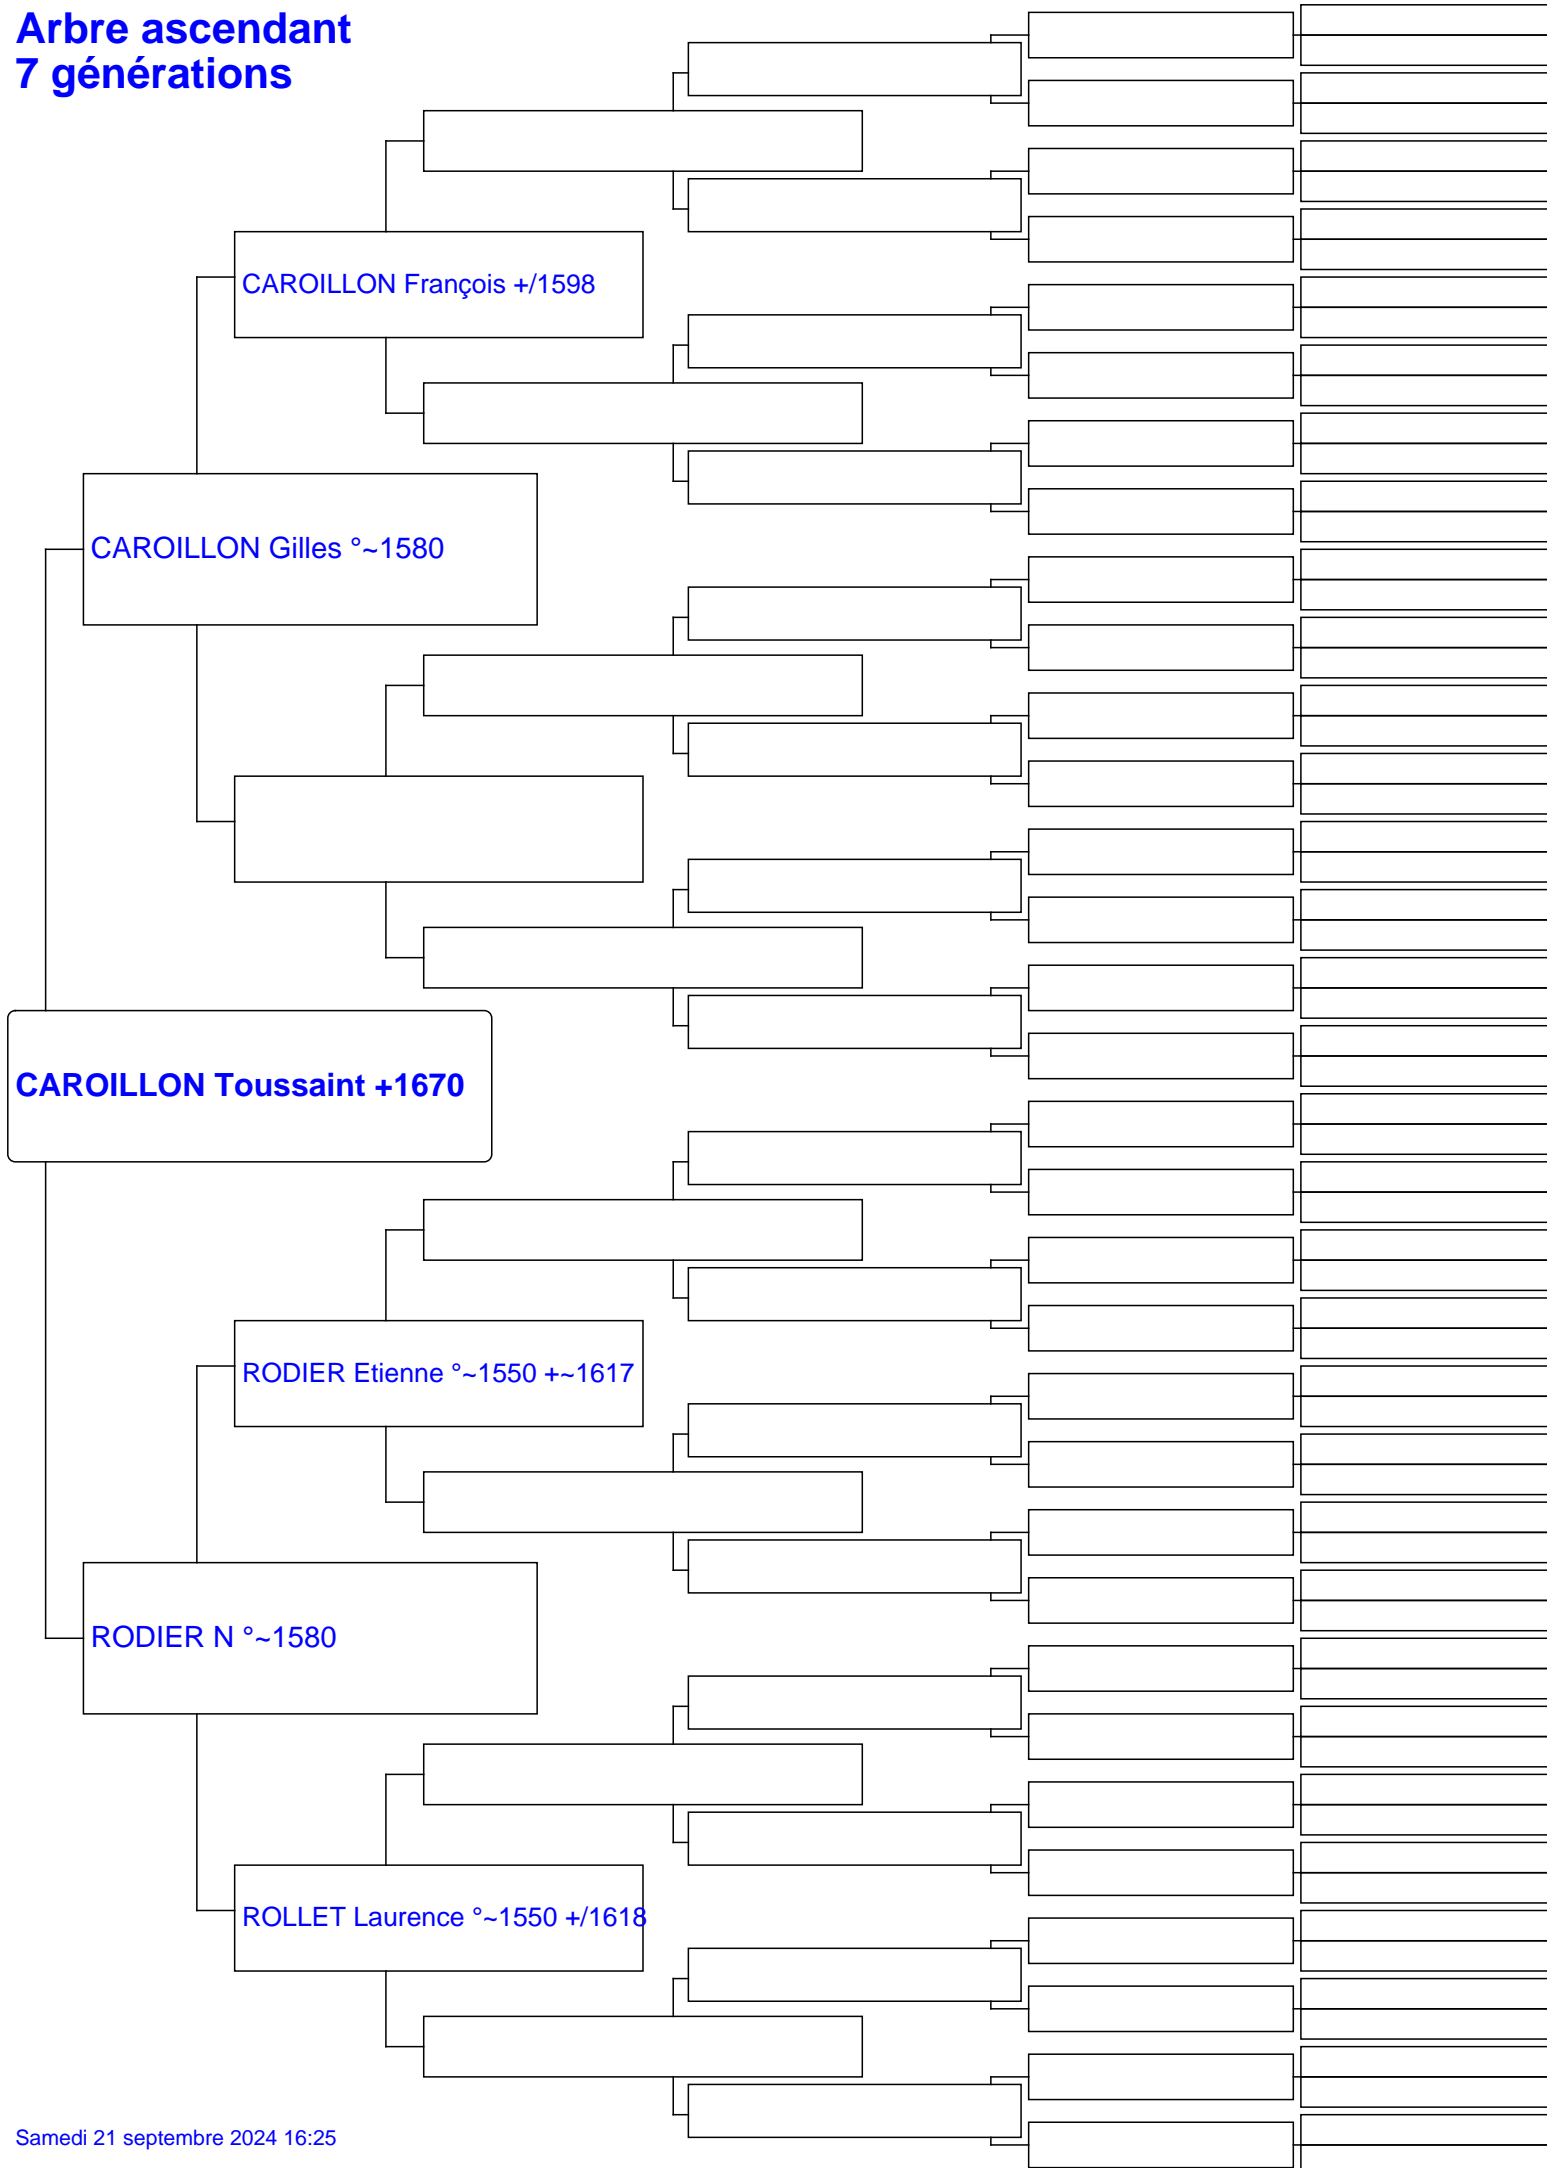 Arbre ascendant
7 générations
CAROILLON François +/1598
CAROILLON Gilles °~1580
CAROILLON Toussaint +1670
RODIER Etienne °~1550 +~1617
RODIER N °~1580
ROLLET Laurence °~1550 +/1618
Samedi 21 septembre 2024 16:25